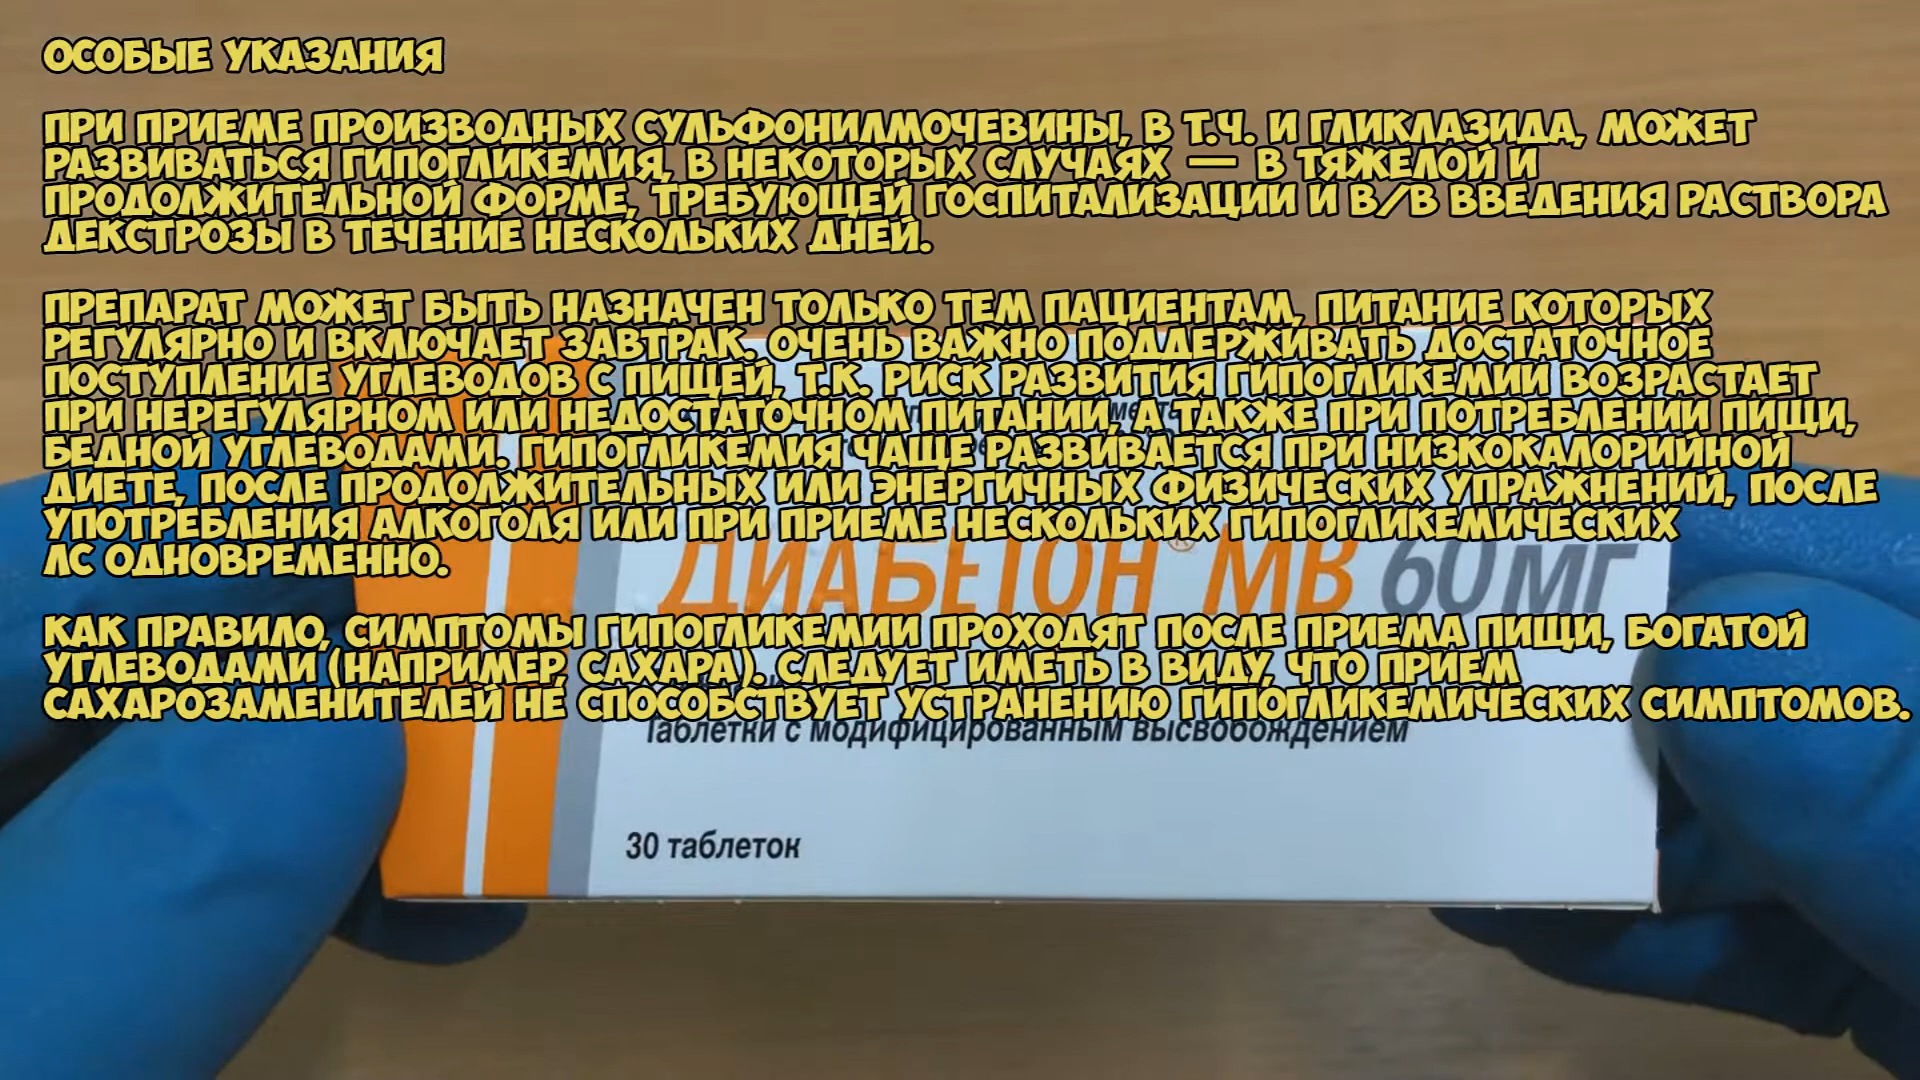 ОСОБЫЕ УКАЗАНИЯ
ПРИ ПРИЕМЕ ПРОИЗВОДНЫХ СУЛЬФОНИЛМОЧЕВИНЫ, В Т.Ч. И ГЛИКЛАЗИДА, МОЖЕТ
РАЗВИВАТЬСЯ ГИПОГЛИКЕМИЯ, В НЕКОТОРЫХ СЛУЧАЯХ — В ТЯЖЕЛОЙ И
ПРОДОЛЖИТЕЛЬНОЙ ФОРМЕ, ТРЕБУЮЩЕЙ ГОСПИТАЛИЗАЦИИ И В/В ВВЕДЕНИЯ РАСТВОРА
ДЕКСТРОЗЫ В ТЕЧЕНИЕ НЕСКОЛЬКИХ ДНЕЙ.
ПРЕПАРАТ МОЖЕТ БЫТЬ НАЗНАЧЕН ТОЛЬКО ТЕМ ПАЦИЕНТАМ, ПИТАНИЕ КОТОРЫХ
РЕГУЛЯРНО И ВКЛЮЧАЕТ ЗАВТРАК. ОЧЕНЬ ВАЖНО ПОДДЕРЖИВАТЬ ДОСТАТОЧНОЕ
ПОСТУПЛЕНИЕ УГЛЕВОДОВ С ПИЩЕЙ, Т.К. РИСК РАЗВИТИЯ ГИПОГЛИКЕМИИ ВОЗРАСТАЕТ
ПРИ НЕРЕГУЛЯРНОМ ИЛИ НЕДОСТАТОЧНОМ ПИТАНИИ, А ТАКЖЕ ПРИ ПОТРЕБЛЕНИИ ПИЩИ,
БЕДНОЙ УГЛЕВОДАМИ. ГИПОГЛИКЕМИЯ ЧАЩЕ РАЗВИВАЕТСЯ ПРИ НИЗКОКАЛОРИЙНОЙ
ДИЕТЕ, ПОСЛЕ ПРОДОЛЖИТЕЛЬНЫХ ИЛИ ЭНЕРГИЧНЫХ ФИЗИЧЕСКИХ УПРАЖНЕНИЙ, ПОСЛЕ
УПОТРЕБЛЕНИЯ АЛКОГОЛЯ ИЛИ ПРИ ПРИЕМЕ НЕСКОЛЬКИХ ГИПОГЛИКЕМИЧЕСКИХ
ЛС ОДНОВРЕМЕННО.
ДИАБЕТОН® МВ 60 МГ
КАК ПРАВИЛО, СИМПТОМЫ ГИПОГЛИКЕМИИ ПРОХОДЯТ ПОСЛЕ ПРИЕМА ПИЩИ, БОГАТОЙ
УГЛЕВОДАМИ (НАПРИМЕР, САХАРА). СЛЕДУЕТ ИМЕТЬ В ВИДУ, ЧТО ПРИЕМ
САХАРОЗАМЕНИТЕЛЕЙ НЕ СПОСОБСТВУЕТ УСТРАНЕНИЮ ГИПОГЛИКЕМИЧЕСКИХ СИМПТОМОВ.
Таблетки с модифицированным высвобождением
30 таблеток